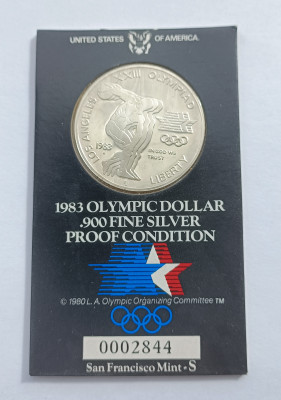 UNITED STATES OF AMERICA.
LOS ANGELES XXIII OLYMPIAD
1983
S
IN GOD WE
TRUST
LIBERTY
1983 OLYMPIC DOLLAR
.900 FINE SILVER
PROOF CONDITION
© 1980 L.A. Olympic Organizing Committee TM
0002844
San Francisco Mint • S